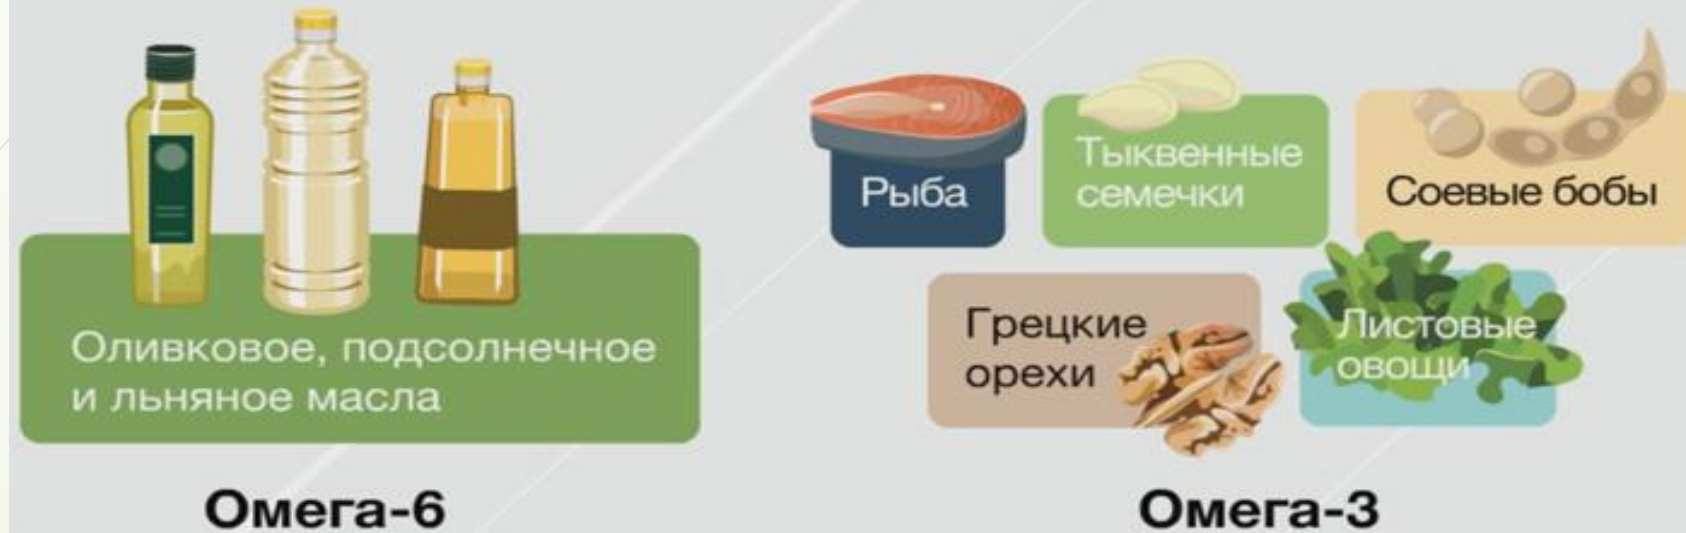 Оливковое, подсолнечное
и льняное масла
Омега-6
Рыба
Тыквенные
семечки
Соевые бобы
Грецкие
орехи
Листовые
овощи
Омега-3